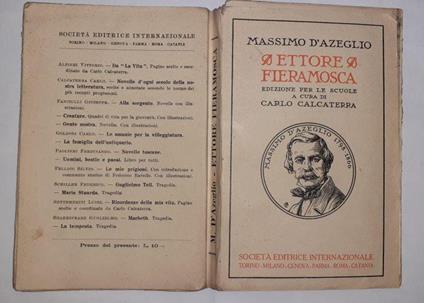 SOCIETÀ EDITRICE INTERNAZIONALE
TORINO - MILANO - GENOVA - PARMA - ROMA - CATANIA
ALFIERI VITTORIO. — Da "La Vita", Pagine scelte e coordinate da Carlo Calcaterra.
CALCATERRA CARLO. — Novelle d'ogni secolo della nostra letteratura, scelte e annotate secondo le norme dei più recenti programmi.
FANCIULLI GIUSEPPE. — Alla sorgente. Novelle con illustrazioni.
— Creature. Quadri di vita per la gioventù. Con illustrazioni.
— Gente nostra. Novelle. Con illustrazioni.
GOLDONI CARLO. — Le smanie per la villeggiatura.
— La famiglia dell'antiquario.
PAOLIERI FERDINANDO. — Novelle toscane.
— Uomini, bestie e paesi. Libro per tutti.
PELLICO SILVIO. — Le mie prigioni. Con introduzione e commento storico di Con illustrazioni.
SCHILLER FEDERICO. — Guglielmo Tell. Tragedia.
— Maria Stuarda. Tragedia.
SETTEMBRINI LUIGI. — Ricordanze della mia vita. Pagine scelte e coordinate da Carlo Calcaterra.
SHAKESPEARE GUGLIELMO. — Macbeth. Tragedia.
— La tempesta. Tragedia.
Prezzo del presente: L. 10
M. D'Azeglio - ETTORE FIERAMOSCA
MASSIMO D'AZEGLIO
ETTORE
FIERAMOSCA
EDIZIONE PER LE SCUOLE
A CURA DI
CARLO CALCATERRA
MASSIMO D'AZEGLIO 1798-1866
SOCIETÀ EDITRICE INTERNAZIONALE
TORINO - MILANO - GENOVA - PARMA - ROMA - CATANIA